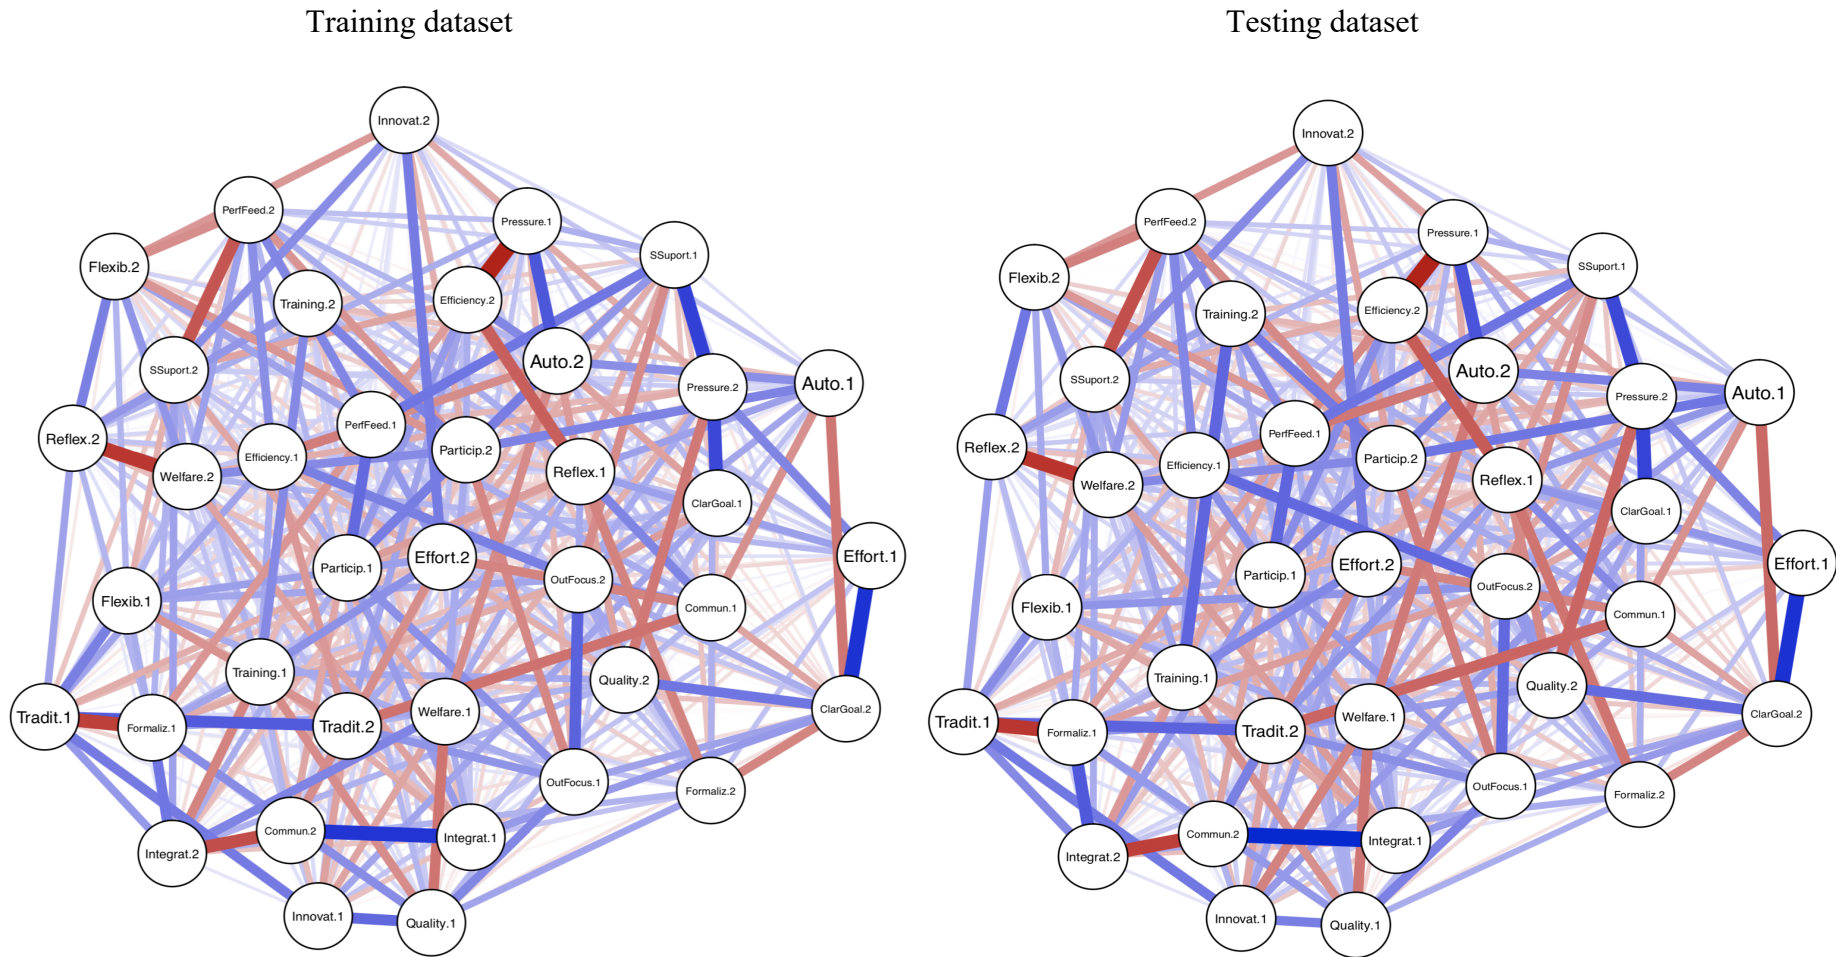 Training dataset
Innovat.2
PerfFeed.2
Pressure.1
SSuport.1
Flexib.2
Training.2
Efficiency.2
Auto.2
SSuport.2
Pressure.2
Auto.1
PerfFeed.1
Reflex.2
Particip.2
Efficiency.1
Reflex.1
Welfare.2
ClarGoal.1
Effort.2
Effort.1
Particip.1
OutFocus.2
Flexib.1
Commun.1
Training.1
Quality.2
ClarGoal.2
Welfare.1
Tradit.1
Formaliz.1
Tradit.2
OutFocus.1
Formaliz.2
Commun.2
Integrat.1
Integrat.2
Innovat.1
Quality.1
Testing dataset
Innovat.2
PerfFeed.2
Pressure.1
SSuport.1
Flexib.2
Training.2
Efficiency.2
Auto.2
SSuport.2
Pressure.2
Auto.1
PerfFeed.1
Reflex.2
Particip.2
Efficiency.1
Reflex.1
Welfare.2
ClarGoal.1
Effort.2
Effort.1
Particip.1
OutFocus.2
Flexib.1
Commun.1
Training.1
Quality.2
ClarGoal.2
Welfare.1
Tradit.1
Formaliz.1
Tradit.2
OutFocus.1
Formaliz.2
Commun.2
Integrat.1
Integrat.2
Innovat.1
Quality.1